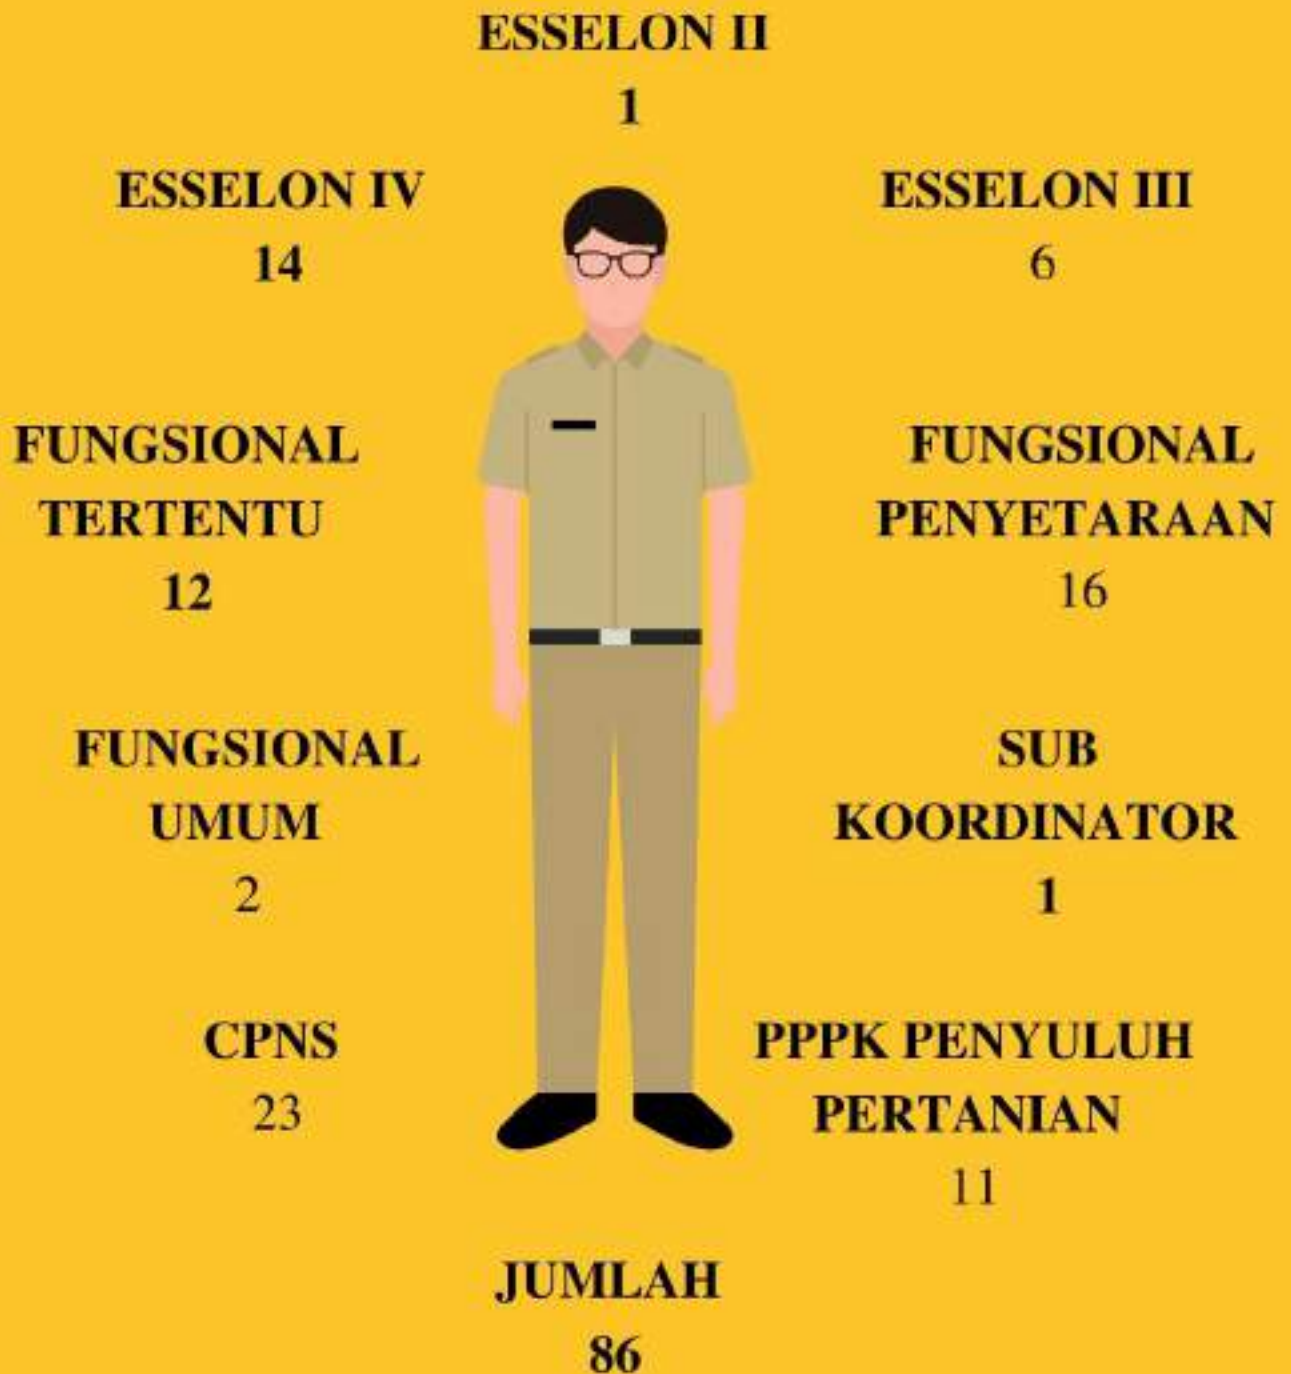 ESSELON II
1
ESSELON IV
14
ESSELON III
6
FUNGSIONAL
TERTENTU
12
FUNGSIONAL
PENYETARAAN
16
FUNGSIONAL
UMUM
2
SUB
KOORDINATOR
1
CPNS
23
PPPK PENYULUH
PERTANIAN
11
JUMLAH
86